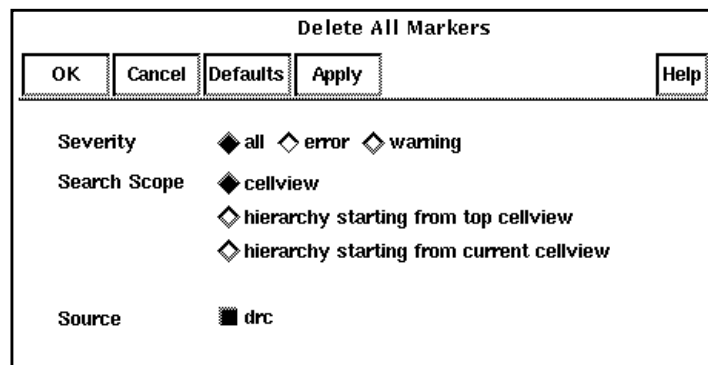 Delete All Markers
OK Cancel Defaults Apply Help
Severity all error warning
Search Scope cellview
hierarchy starting from top cellview
hierarchy starting from current cellview
Source drc